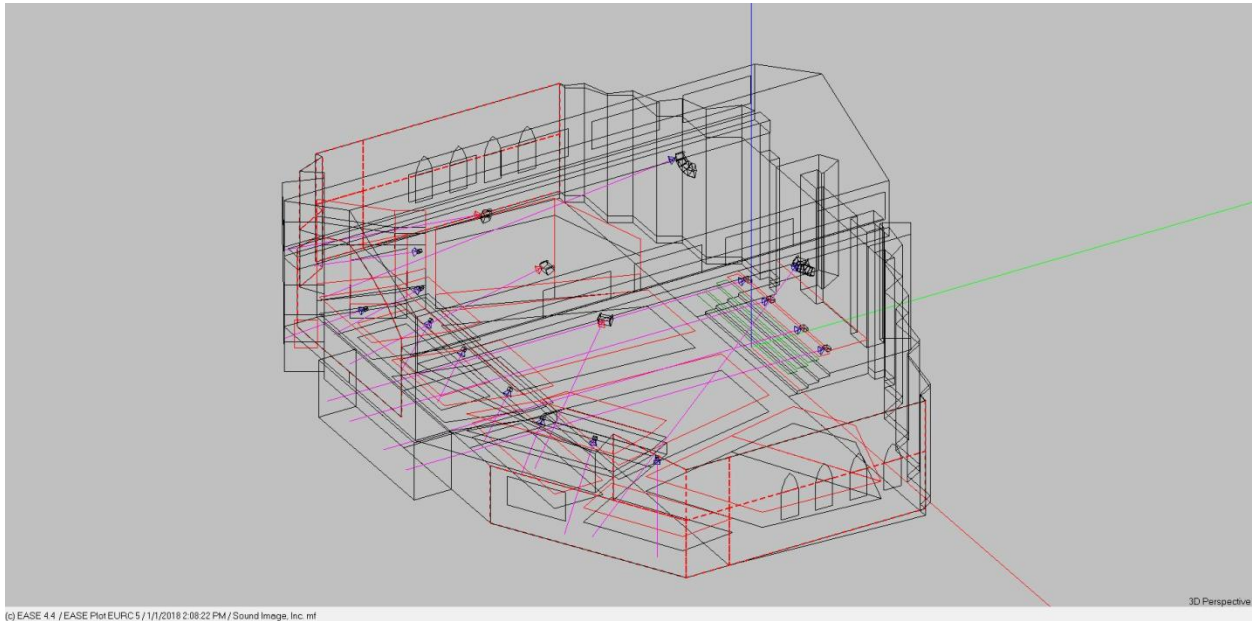 3D Perspective
(c) EASE 4.4 / EASE Plot EURC 5 / 1/1/2018 2:08:22 PM / Sound Image, Inc. mf